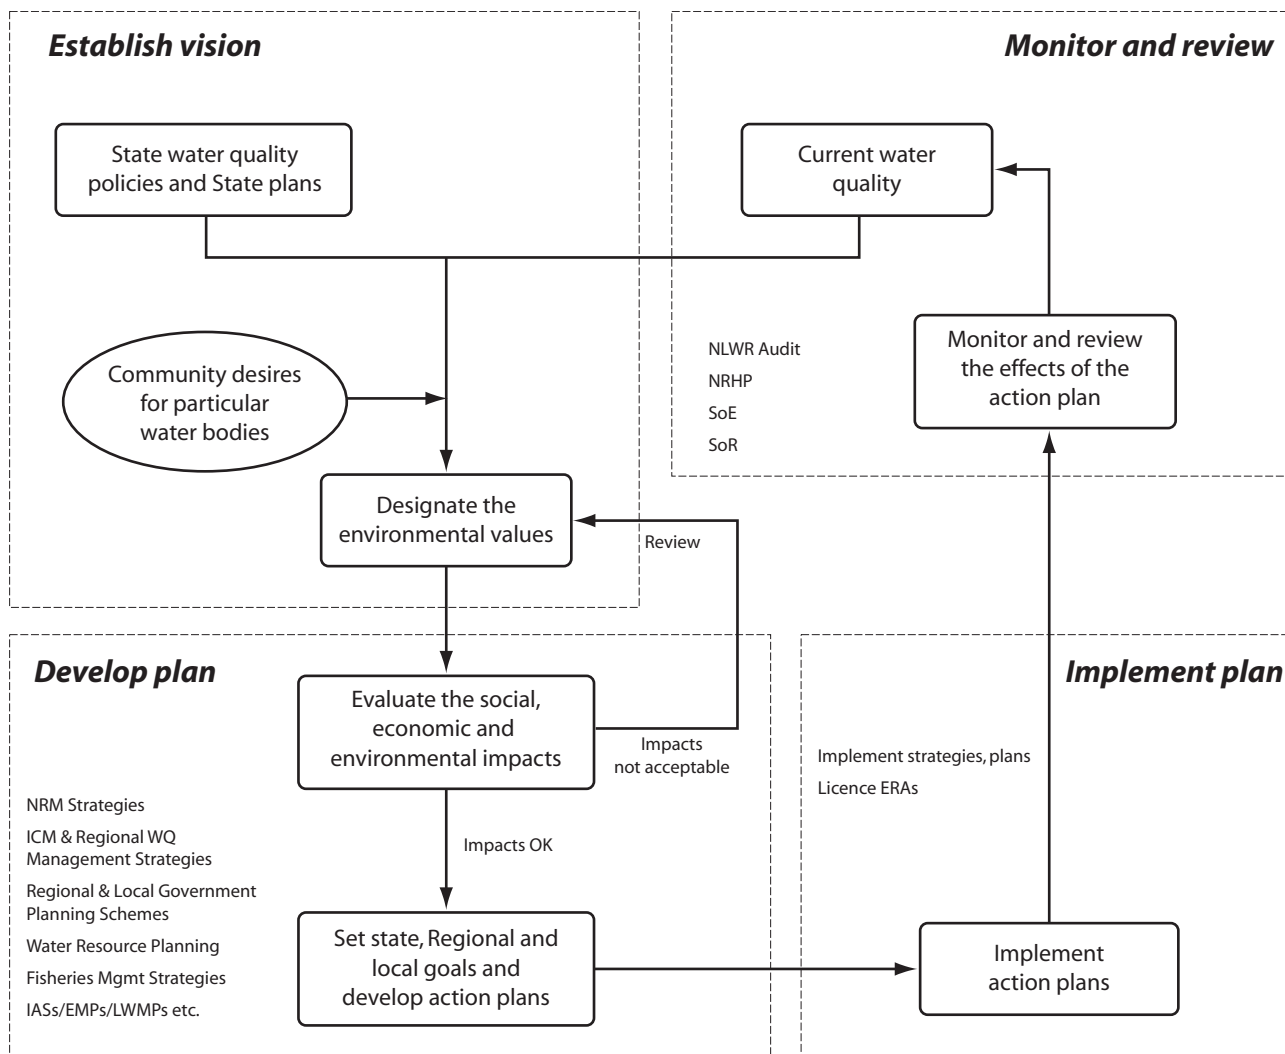 Establish vision
State water quality
policies and State plans
Community desires
for particular
water bodies
Designate the
environmental values
Review
Monitor and review
Current water
quality
NLWR Audit
NRHP
SoE
SoR
Monitor and review
the effects of the
action plan
Develop plan
Evaluate the social,
economic and
environmental impacts
Impacts
not acceptable
NRM Strategies
ICM & Regional WQ
Management Strategies
Regional & Local Government
Planning Schemes
Water Resource Planning
Fisheries Mgmt Strategies
IASs/EMPs/LWMPs etc.
Impacts OK
Set state, Regional and
local goals and
develop action plans
Implement plan
Implement strategies, plans
Licence ERAs
Implement
action plans